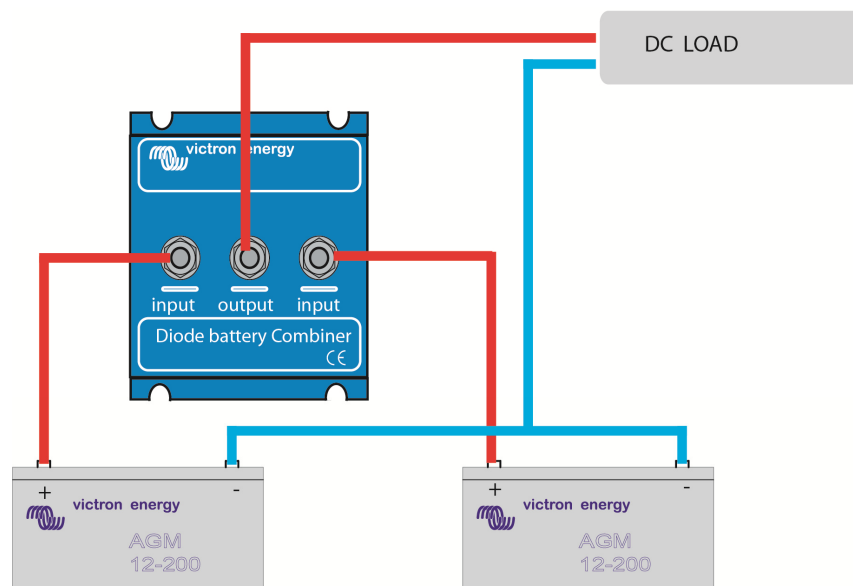 DC LOAD
victron energy
input output input
Diode battery Combiner
CE
+ -
victron energy
AGM
12-200
+ -
victron energy
AGM
12-200